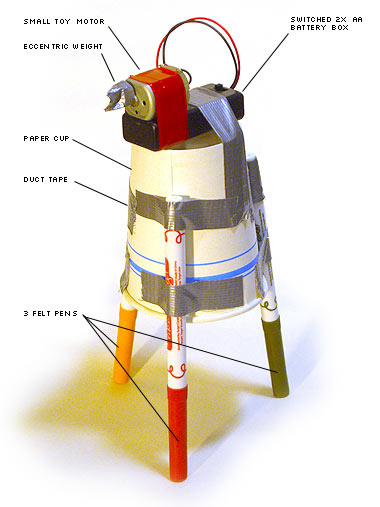 SMALL TOY MOTOR
SWITCHED 2X AA
BATTERY BOX
ECCENTRIC WEIGHT
PAPER CUP
DUCT TAPE
3 FELT PENS